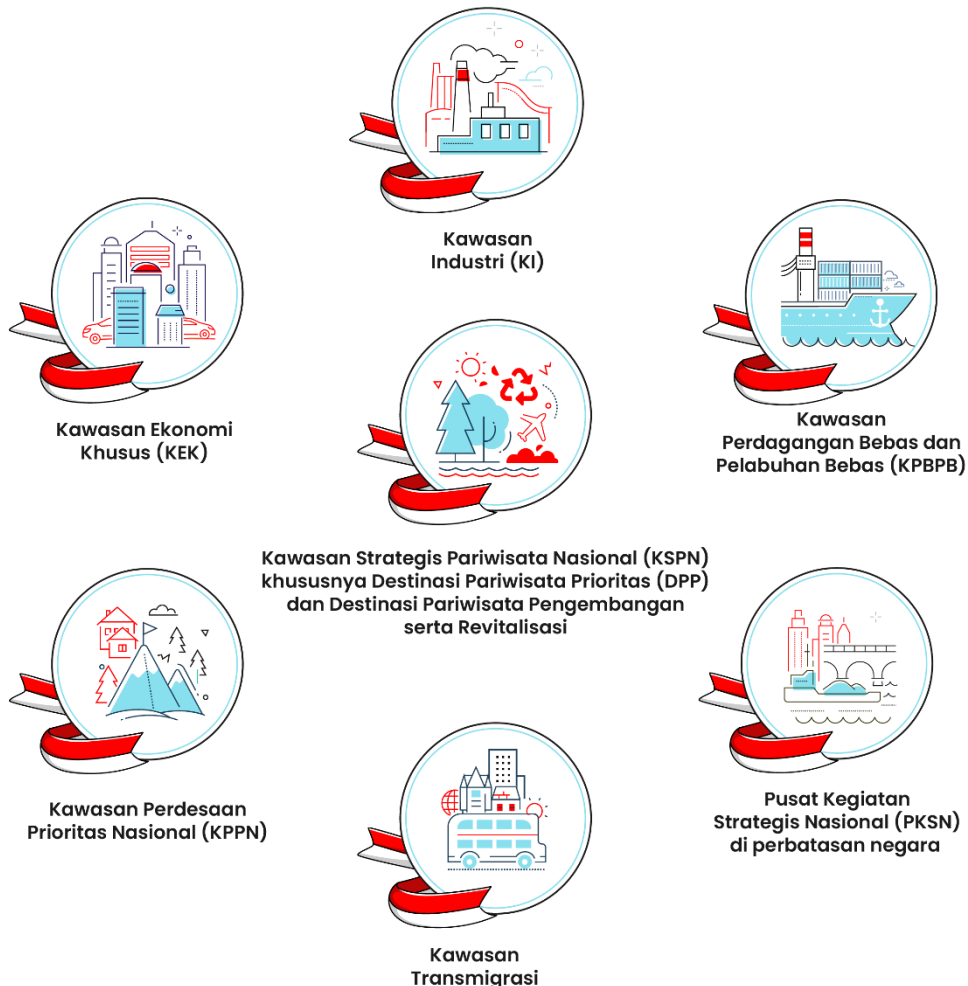 Kawasan
Industri (KI)
Kawasan Ekonomi
Khusus (KEK)
Kawasan
Perdagangan Bebas dan
Pelabuhan Bebas (KPBPB)
Kawasan Strategis Pariwisata Nasional (KSPN)
khususnya Destinasi Pariwisata Prioritas (DPP)
dan Destinasi Pariwisata Pengembangan
serta Revitalisasi
Kawasan Perdesaan
Prioritas Nasional (KPPN)
Pusat Kegiatan
Strategis Nasional (PKSN)
di perbatasan negara
Kawasan
Transmigrasi